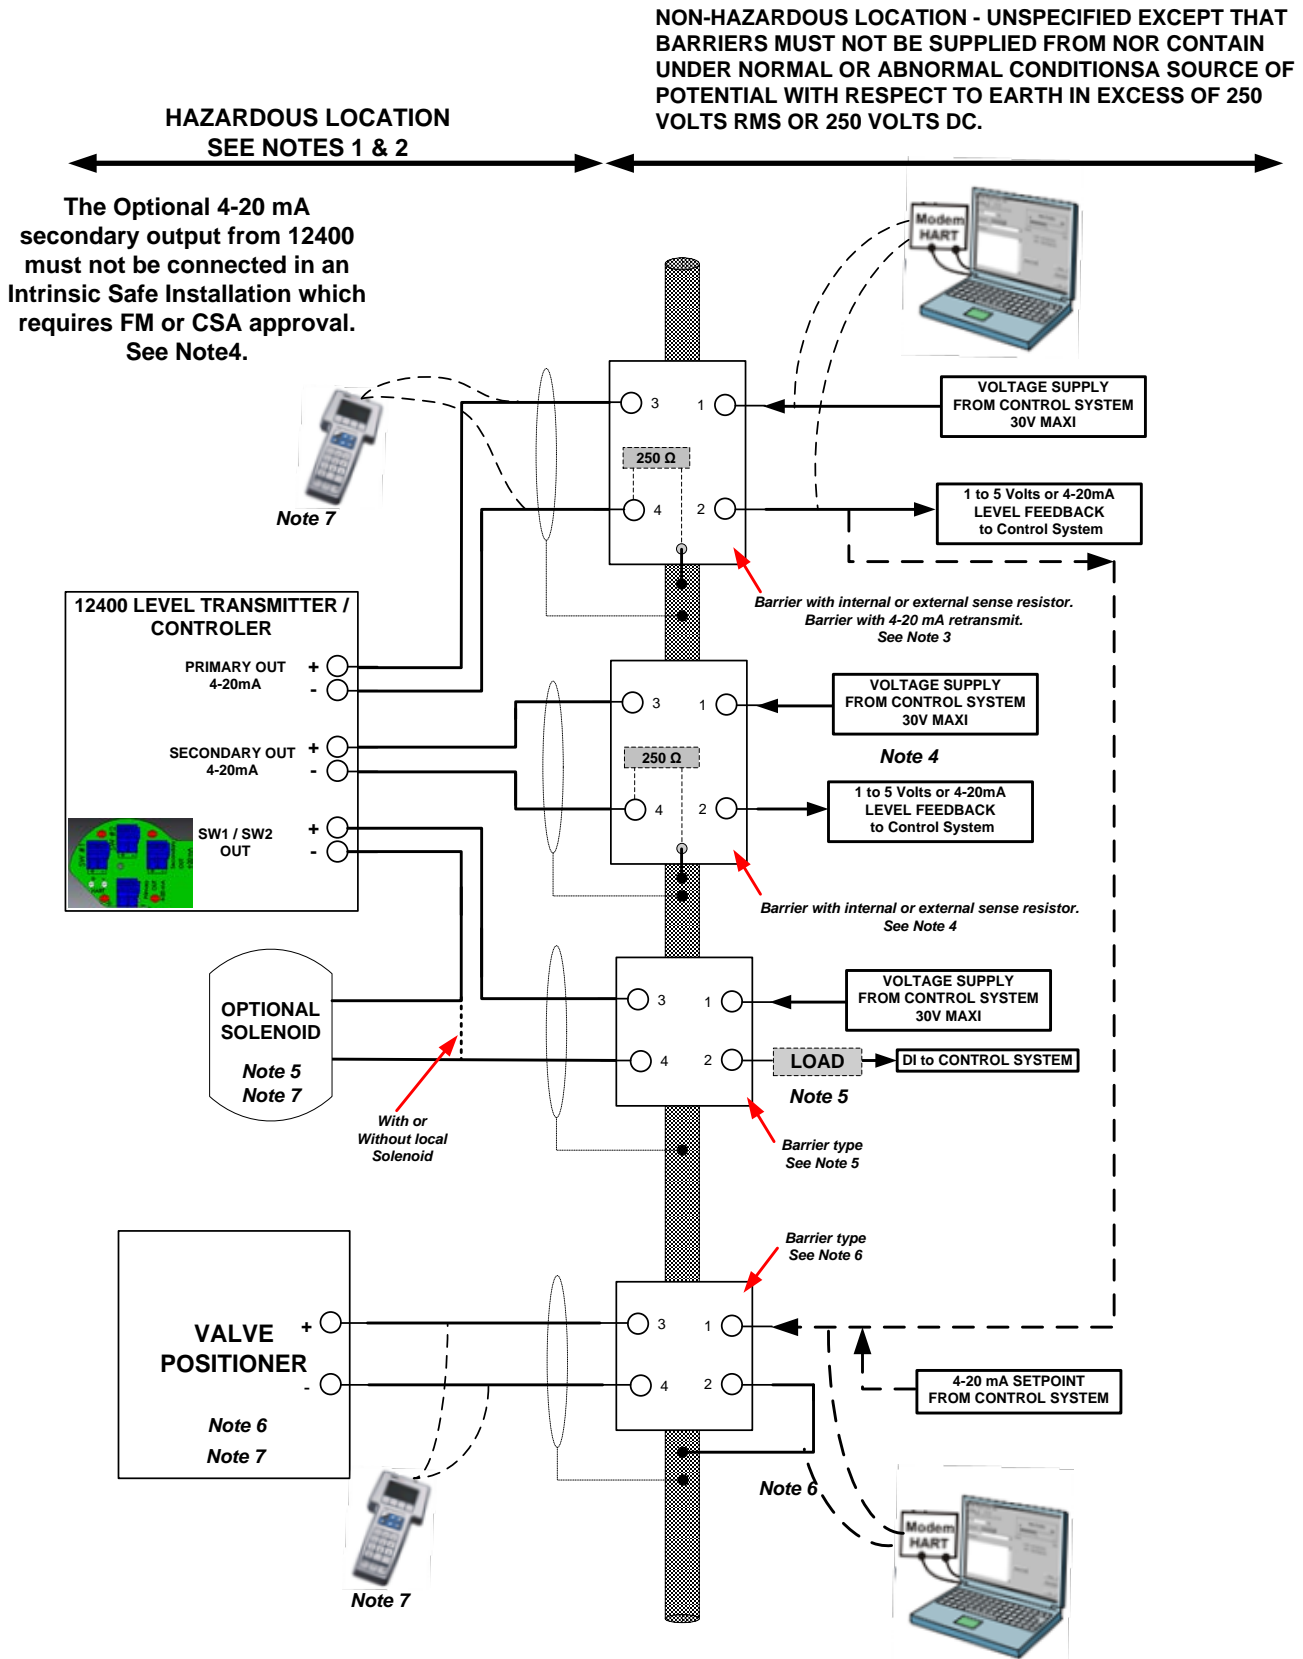 NON-HAZARDOUS LOCATION - UNSPECIFIED EXCEPT THAT
BARRIERS MUST NOT BE SUPPLIED FROM NOR CONTAIN
UNDER NORMAL OR ABNORMAL CONDITIONSA SOURCE OF
POTENTIAL WITH RESPECT TO EARTH IN EXCESS OF 250
VOLTS RMS OR 250 VOLTS DC.
HAZARDOUS LOCATION
SEE NOTES 1 & 2
The Optional 4-20 mA
secondary output from 12400
must not be connected in an
Intrinsic Safe Installation which
requires FM or CSA approval.
See Note4.
Modem
HART
3
1
VOLTAGE SUPPLY
FROM CONTROL SYSTEM
30V MAXI
250 Ω
4
2
1 to 5 Volts or 4-20mA
LEVEL FEEDBACK
to Control System
Note 7
Barrier with internal or external sense resistor.
Barrier with 4-20 mA retransmit.
See Note 3
12400 LEVEL TRANSMITTER /
CONTROLER
PRIMARY OUT
4-20mA
+
-
SECONDARY OUT
4-20mA
+
-
SW1 / SW2
OUT
+
-
3
1
VOLTAGE SUPPLY
FROM CONTROL SYSTEM
30V MAXI
Note 4
250 Ω
4
2
1 to 5 Volts or 4-20mA
LEVEL FEEDBACK
to Control System
Barrier with internal or external sense resistor.
See Note 4
OPTIONAL
SOLENOID
Note 5
Note 7
With or
Without local
Solenoid
3
1
VOLTAGE SUPPLY
FROM CONTROL SYSTEM
30V MAXI
4
2
LOAD
DI to CONTROL SYSTEM
Note 5
Barrier type
See Note 5
Barrier type
See Note 6
VALVE
POSITIONER
+
-
Note 6
Note 7
3
1
4
2
4-20 mA SETPOINT
FROM CONTROL SYSTEM
Note 6
Modem
HART
Note 7